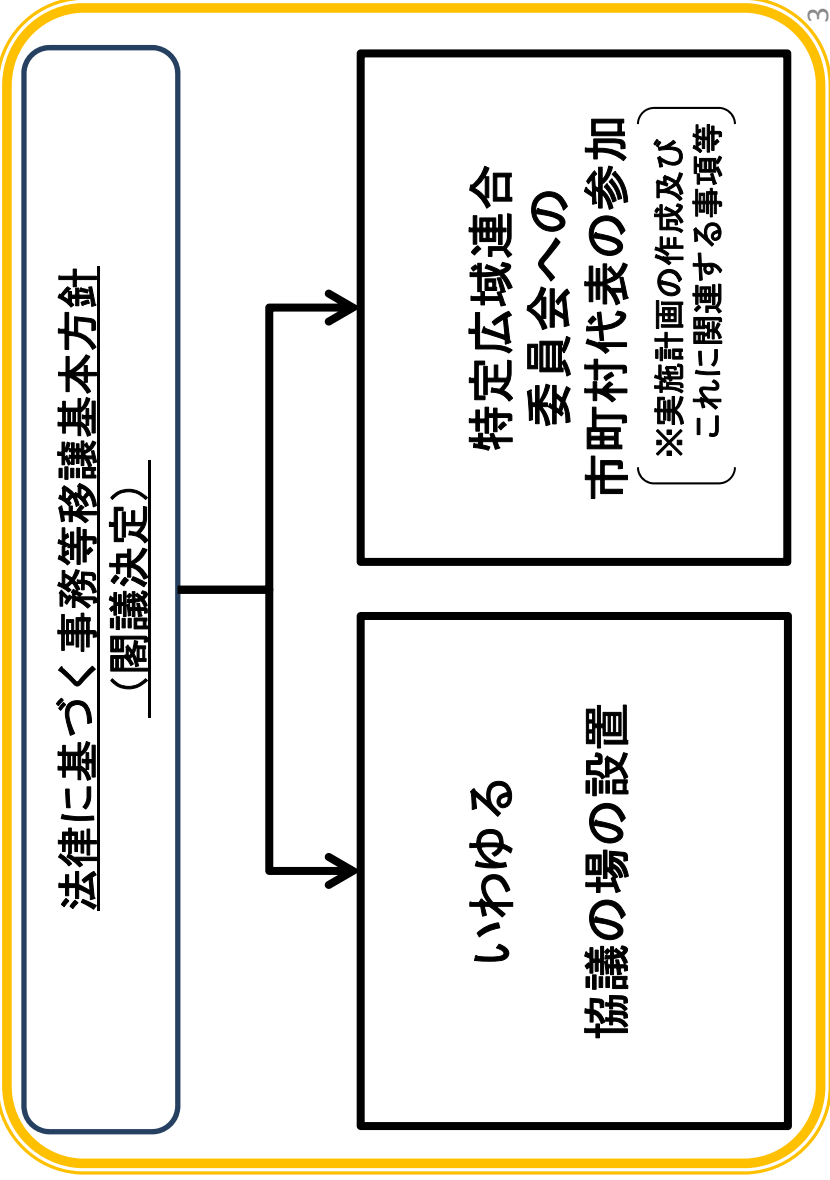 法律に基づく事務等移譲基本方針
（閣議決定）
いわゆる
協議の場の設置
特定広域連合
委員会への
市町村代表の参加
※実施計画の作成及び
これに関連する事項等
3